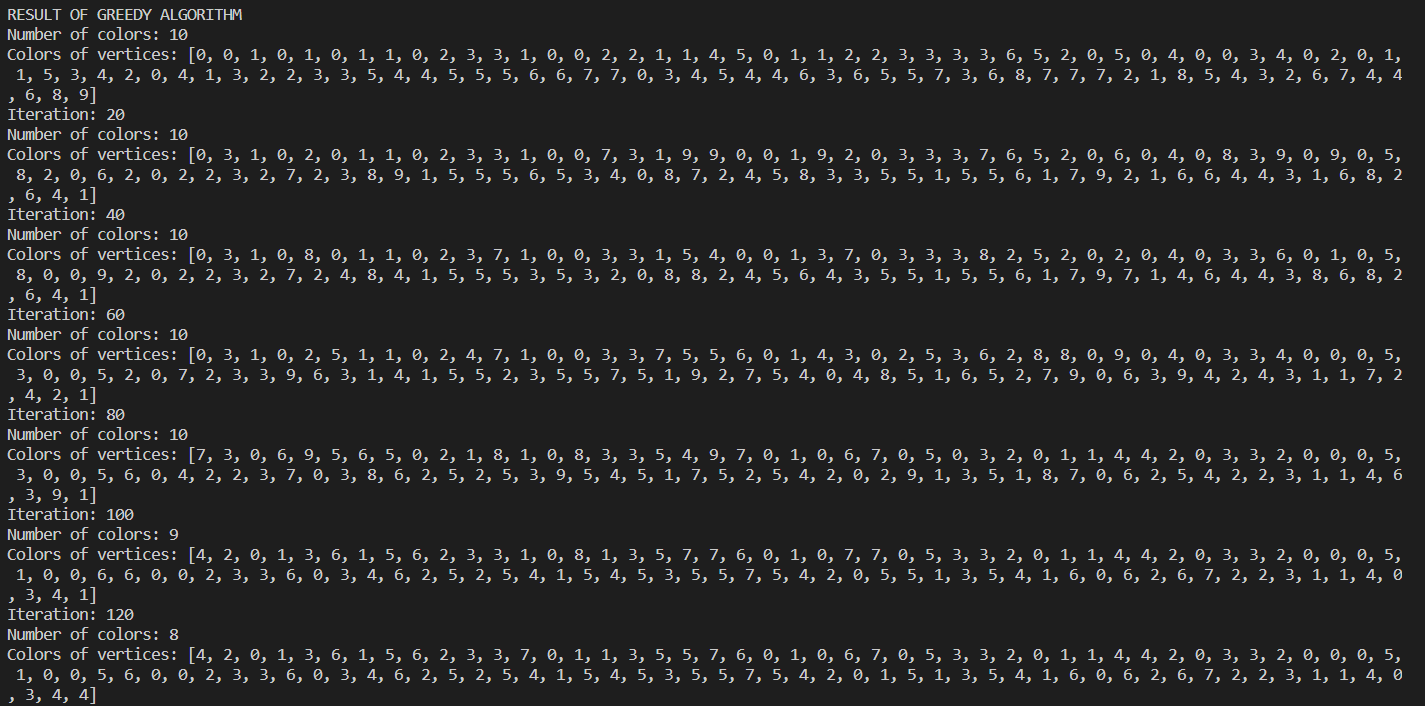 RESULT OF GREEDY ALGORITHM
Number of colors: 10
Colors of vertices: [0, 0, 1, 0, 1, 0, 1, 1, 0, 2, 3, 3, 1, 0, 0, 2, 2, 1, 1, 4, 5, 0, 1, 1, 2, 2, 3, 3, 3, 3, 6, 5, 2, 0, 5, 0, 4, 0, 0, 3, 4, 0, 2, 0, 1,
1, 5, 3, 4, 2, 0, 4, 1, 3, 2, 2, 3, 3, 5, 4, 4, 5, 5, 5, 6, 6, 7, 7, 0, 3, 4, 5, 4, 4, 6, 3, 6, 5, 5, 7, 3, 6, 8, 7, 7, 7, 2, 1, 8, 5, 4, 3, 2, 6, 7, 4, 4
, 6, 8, 9]
Iteration: 20
Number of colors: 10
Colors of vertices: [0, 3, 1, 0, 2, 0, 1, 1, 0, 2, 3, 3, 1, 0, 0, 7, 3, 1, 9, 9, 0, 0, 1, 9, 2, 0, 3, 3, 3, 7, 6, 5, 2, 0, 6, 0, 4, 0, 8, 3, 9, 0, 9, 0, 5,
8, 2, 0, 6, 2, 0, 2, 2, 3, 2, 7, 2, 3, 8, 9, 1, 5, 5, 5, 6, 5, 3, 4, 0, 8, 7, 2, 4, 5, 8, 3, 3, 5, 5, 1, 5, 5, 6, 1, 7, 9, 2, 1, 6, 6, 4, 4, 3, 1, 6, 8, 2
, 6, 4, 1]
Iteration: 40
Number of colors: 10
Colors of vertices: [0, 3, 1, 0, 8, 0, 1, 1, 0, 2, 3, 7, 1, 0, 0, 3, 3, 1, 5, 4, 0, 0, 1, 3, 7, 0, 3, 3, 3, 8, 2, 5, 2, 0, 2, 0, 4, 0, 3, 3, 6, 0, 1, 0, 5,
8, 0, 0, 9, 2, 0, 2, 2, 3, 2, 7, 2, 4, 8, 4, 1, 5, 5, 5, 3, 5, 3, 2, 0, 8, 8, 2, 4, 5, 6, 4, 3, 5, 5, 1, 5, 5, 6, 1, 7, 9, 7, 1, 4, 6, 4, 4, 3, 8, 6, 8, 2
, 6, 4, 1]
Iteration: 60
Number of colors: 10
Colors of vertices: [0, 3, 1, 0, 2, 5, 1, 1, 0, 2, 4, 7, 1, 0, 0, 3, 3, 7, 5, 5, 6, 0, 1, 4, 3, 0, 2, 5, 3, 6, 2, 8, 8, 0, 9, 0, 4, 0, 3, 3, 4, 0, 0, 0, 5,
3, 0, 0, 5, 2, 0, 7, 2, 3, 3, 9, 6, 3, 1, 4, 1, 5, 5, 2, 3, 5, 5, 7, 5, 1, 9, 2, 7, 5, 4, 0, 4, 8, 5, 1, 6, 5, 2, 7, 9, 0, 6, 3, 9, 4, 2, 4, 3, 1, 1, 7, 2
, 4, 2, 1]
Iteration: 80
Number of colors: 10
Colors of vertices: [7, 3, 0, 6, 9, 5, 6, 5, 0, 2, 1, 8, 1, 0, 8, 3, 3, 5, 4, 9, 7, 0, 1, 0, 6, 7, 0, 5, 0, 3, 2, 0, 1, 1, 4, 4, 2, 0, 3, 3, 2, 0, 0, 0, 5,
3, 0, 0, 5, 6, 0, 4, 2, 2, 3, 7, 0, 3, 8, 6, 2, 5, 2, 5, 3, 9, 5, 4, 5, 1, 7, 5, 2, 5, 4, 2, 0, 2, 9, 1, 3, 5, 1, 8, 7, 0, 6, 2, 5, 4, 2, 2, 3, 1, 1, 4, 6
, 3, 9, 1]
Iteration: 100
Number of colors: 9
Colors of vertices: [4, 2, 0, 1, 3, 6, 1, 5, 6, 2, 3, 3, 1, 0, 8, 1, 3, 5, 7, 7, 6, 0, 1, 0, 7, 7, 0, 5, 3, 3, 2, 0, 1, 1, 4, 4, 2, 0, 3, 3, 2, 0, 0, 0, 5,
1, 0, 0, 6, 6, 0, 0, 2, 3, 3, 6, 0, 3, 4, 6, 2, 5, 2, 5, 4, 1, 5, 4, 5, 3, 5, 5, 7, 5, 4, 2, 0, 5, 5, 1, 3, 5, 4, 1, 6, 0, 6, 2, 6, 7, 2, 2, 3, 1, 1, 4, 0
, 3, 4, 1]
Iteration: 120
Number of colors: 8
Colors of vertices: [4, 2, 0, 1, 3, 6, 1, 5, 6, 2, 3, 3, 7, 0, 1, 1, 3, 5, 5, 7, 6, 0, 1, 0, 6, 7, 0, 5, 3, 3, 2, 0, 1, 1, 4, 4, 2, 0, 3, 3, 2, 0, 0, 0, 5,
1, 0, 0, 5, 6, 0, 0, 2, 3, 3, 6, 0, 3, 4, 6, 2, 5, 2, 5, 4, 1, 5, 4, 5, 3, 5, 5, 7, 5, 4, 2, 0, 1, 5, 1, 3, 5, 4, 1, 6, 0, 6, 2, 6, 7, 2, 2, 3, 1, 1, 4, 0
, 3, 4, 4]